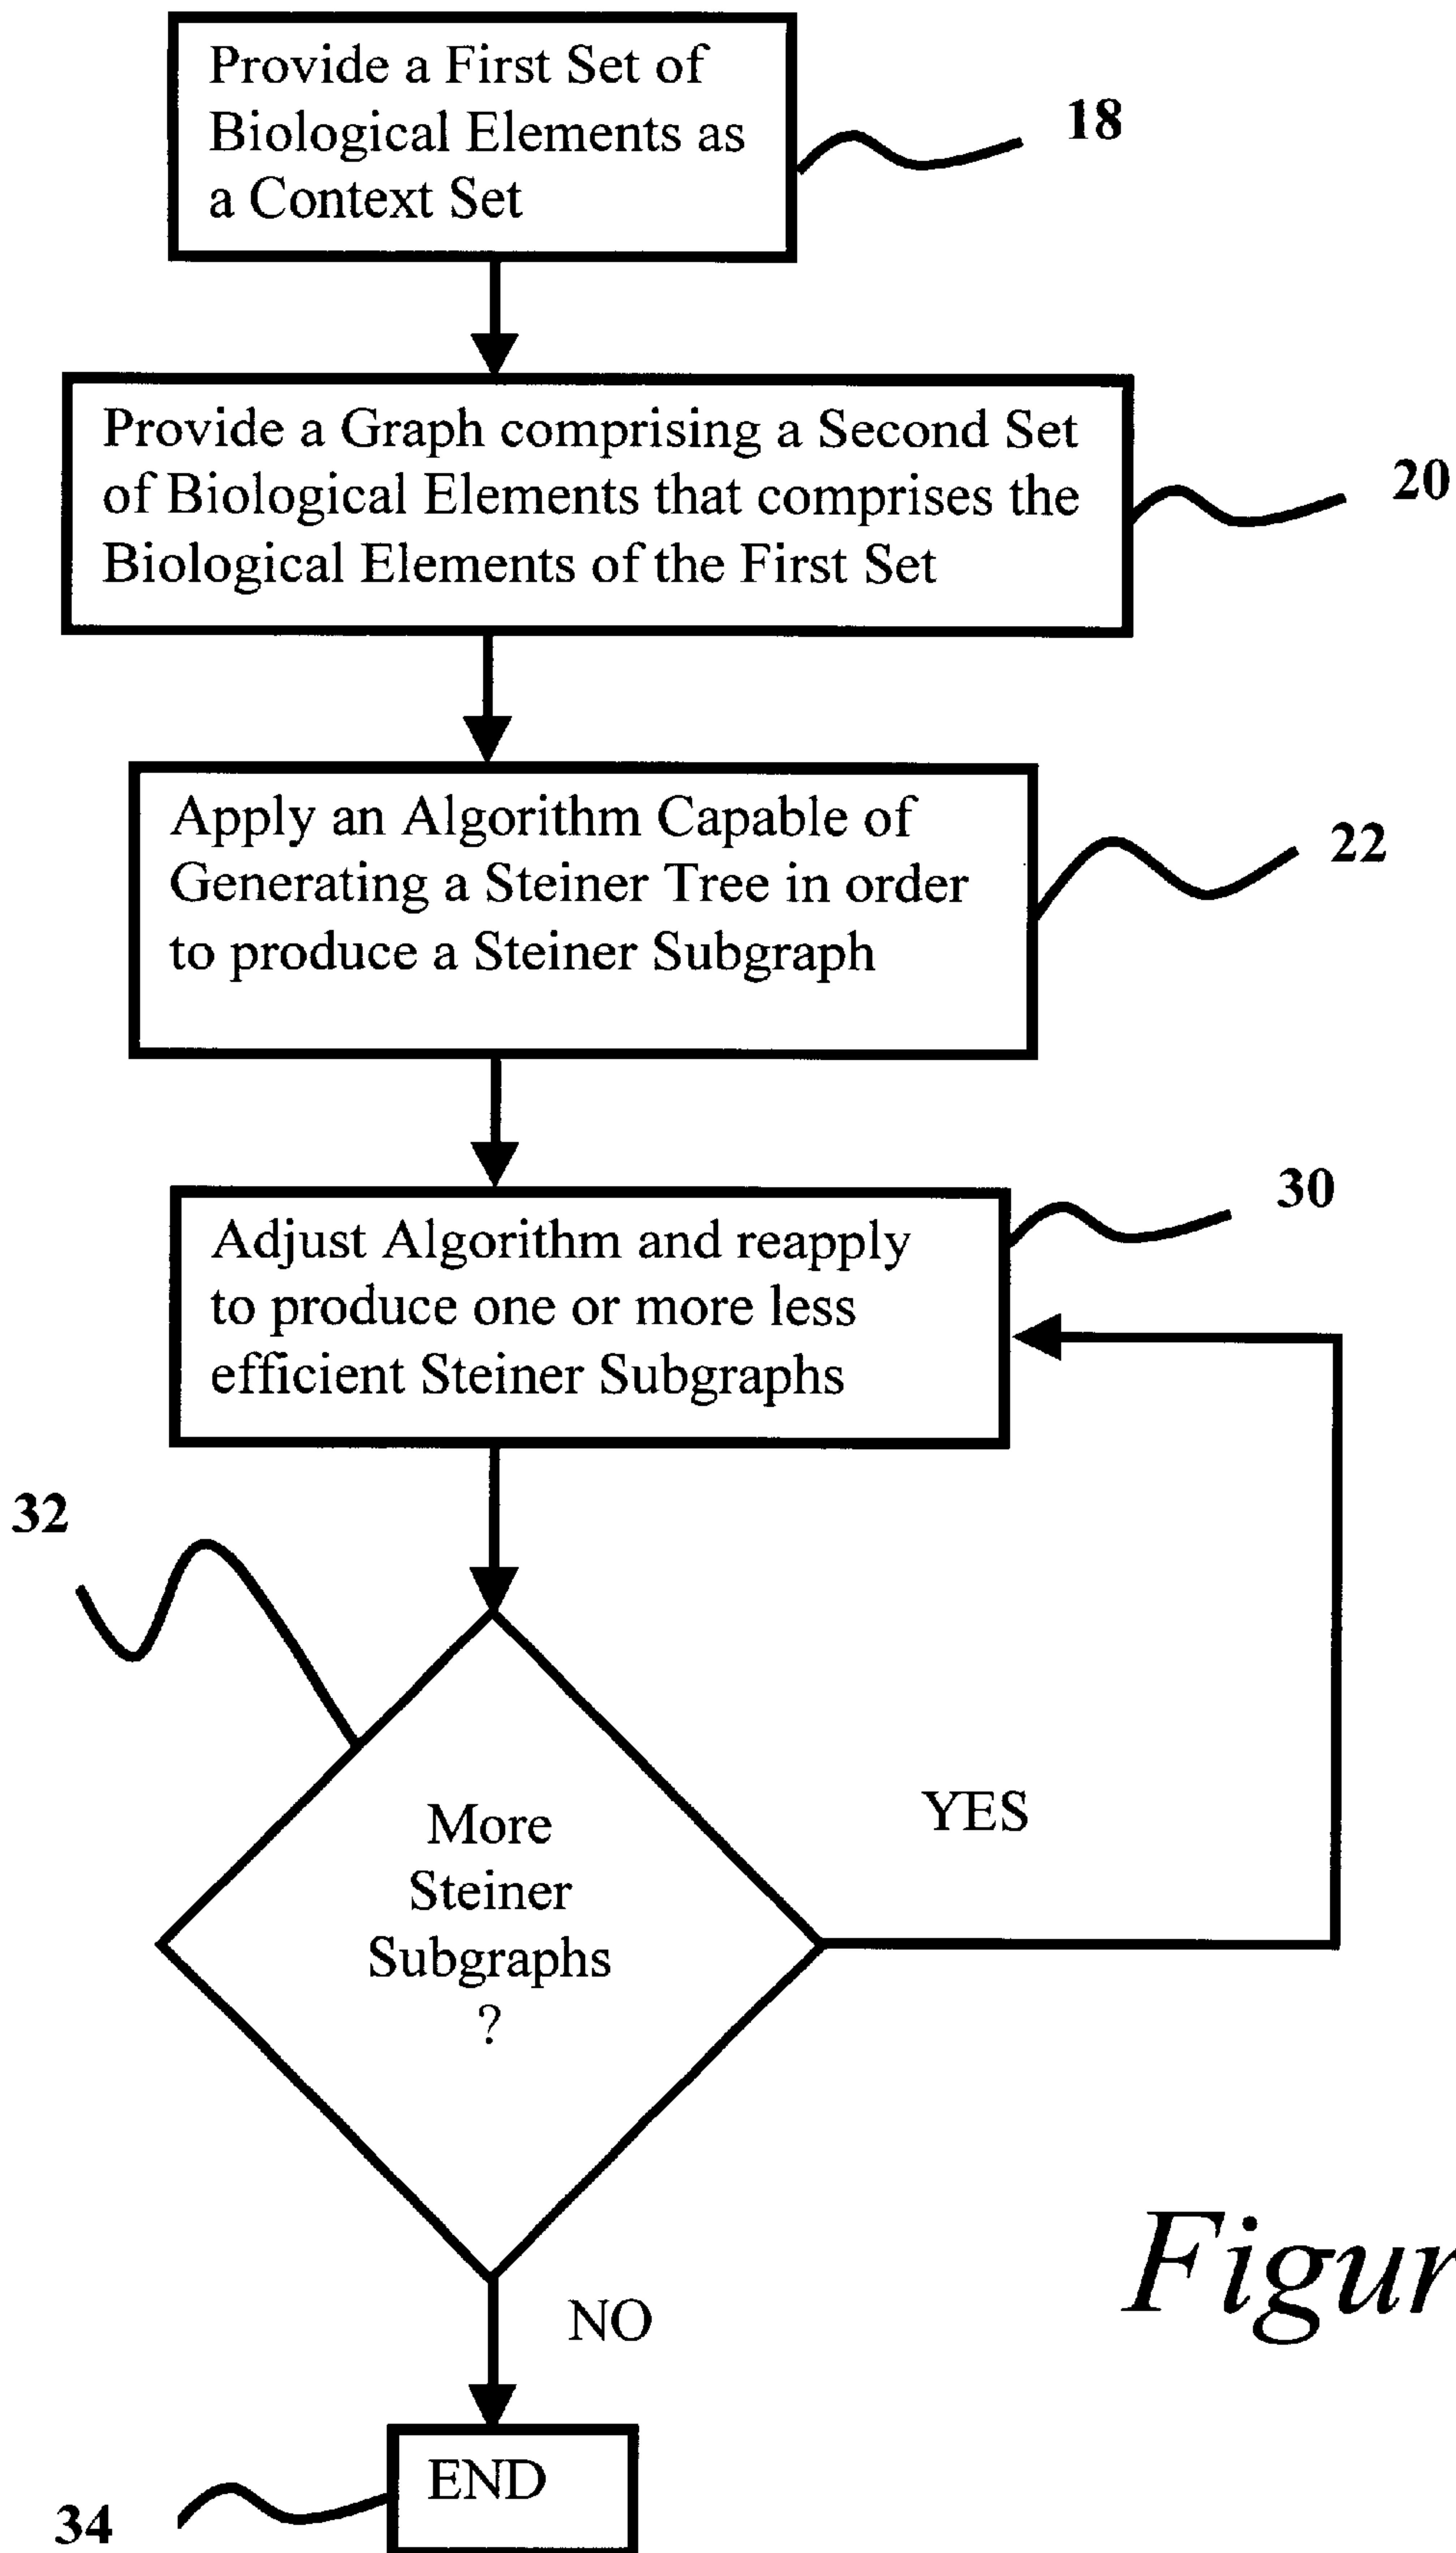 Provide a First Set of
Biological Elements as
a Context Set
18
Provide a Graph comprising a Second Set
of Biological Elements that comprises the
Biological Elements of the First Set
20
Apply an Algorithm Capable of
Generating a Steiner Tree in order
to produce a Steiner Subgraph
22
Adjust Algorithm and reapply
to produce one or more less
efficient Steiner Subgraphs
30
32
More
Steiner
Subgraphs
?
YES
NO
END
34